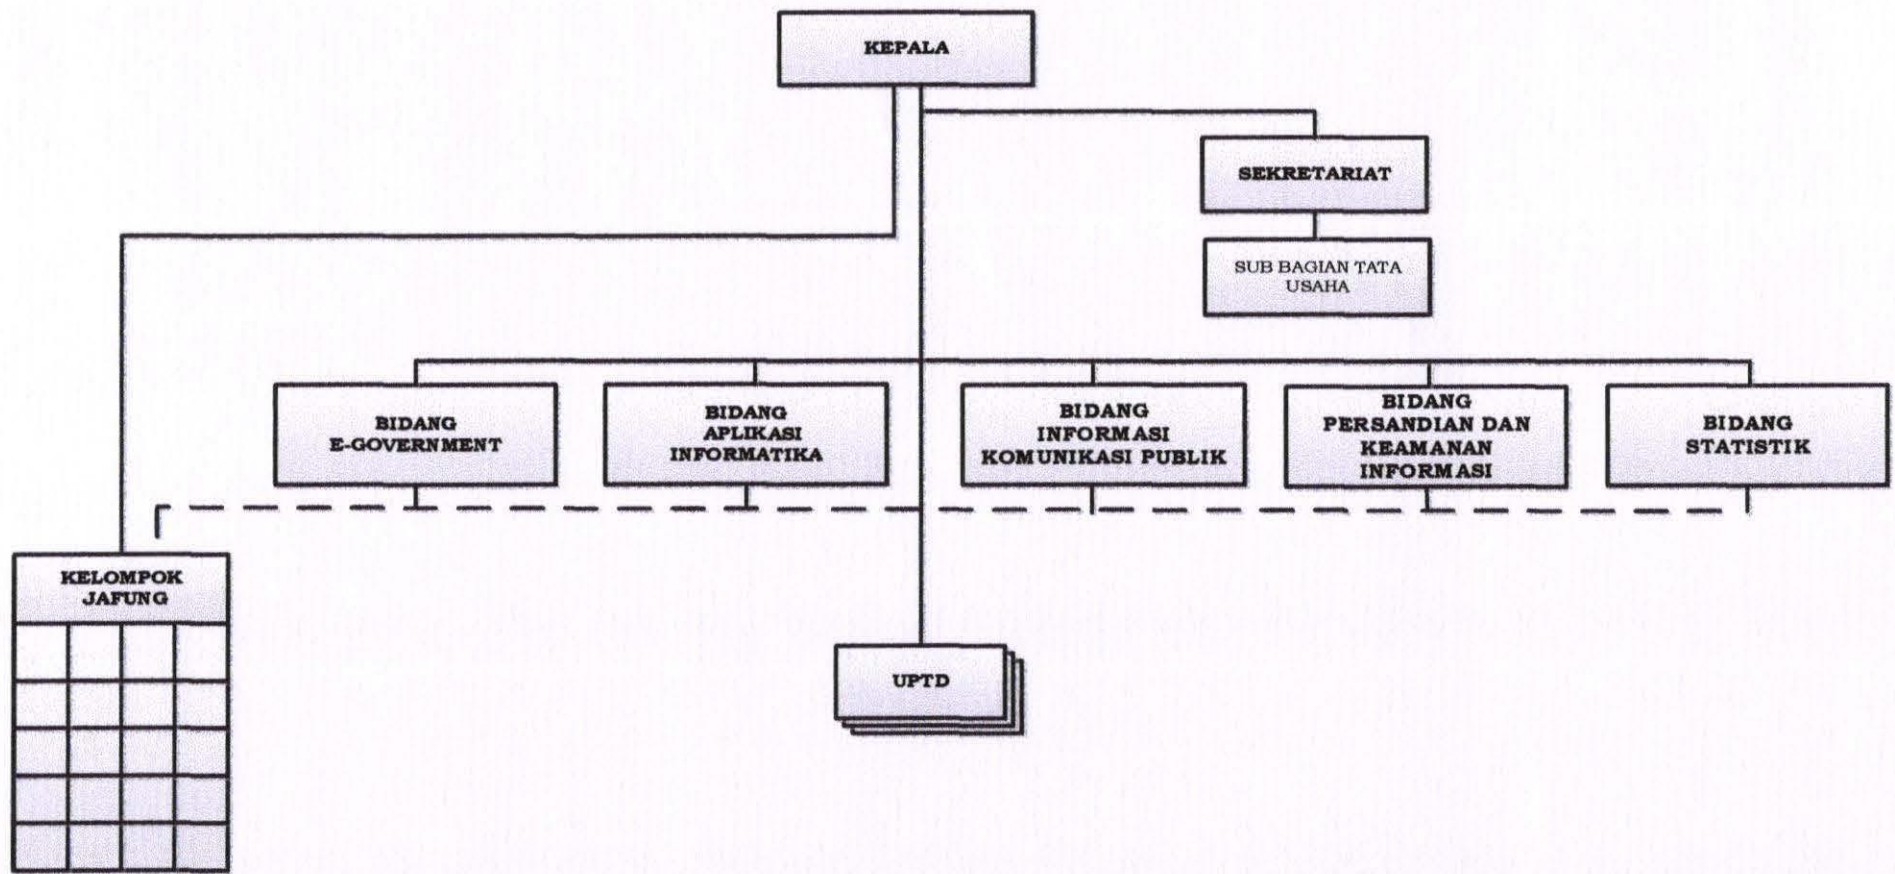 KEPALA
SEKRETARIAT
SUB BAGIAN TATA
USAHA
BIDANG
E-GOVERNMENT
BIDANG
APLIKASI
INFORMATIKA
BIDANG
INFORMASI
KOMUNIKASI PUBLIK
BIDANG
PERSANDIAN DAN
KEAMANAN
INFORMASI
BIDANG
STATISTIK
KELOMPOK
JAFUNG
UPTD